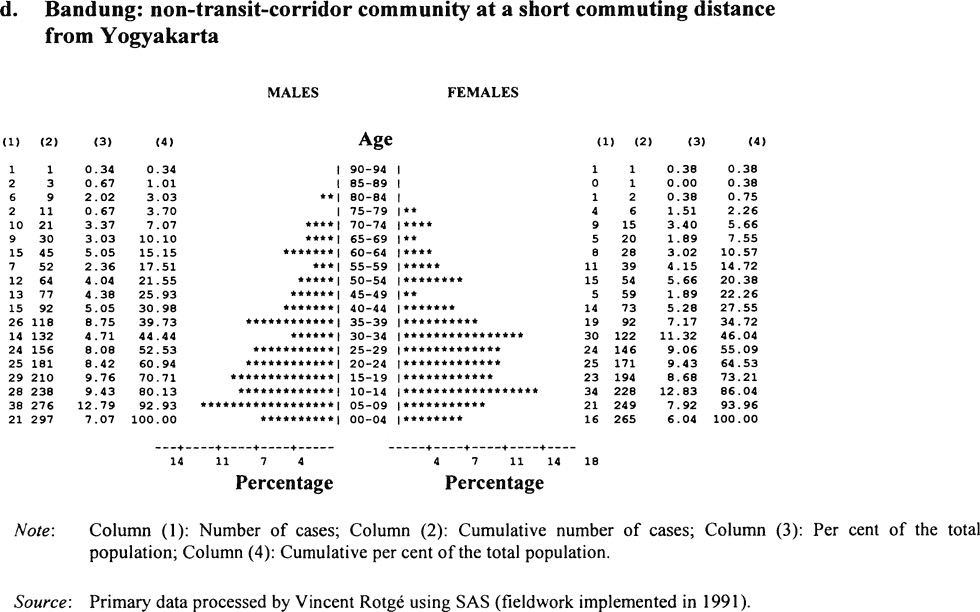 d. Bandung: non-transit-corridor community at a short commuting distance
from Yogyakarta
MALES FEMALES
(1) (2) (3) (4) Age (1) (2) (3) (4)
1 1 0.34 0.34 | 90-94 | 1 1 0.38 0.38
2 3 0.67 1.01 | 85-89 | 0 1 0.00 0.38
6 9 2.02 3.03 **| 80-84 | 1 2 0.38 0.75
2 11 0.67 3.70 | 75-79 |** 4 6 1.51 2.26
10 21 3.37 7.07 ****| 70-74 |**** 9 15 3.40 5.66
9 30 3.03 10.10 ****| 65-69 |** 5 20 1.89 7.55
15 45 5.05 15.15 *******| 60-64 |**** 8 28 3.02 10.57
7 52 2.36 17.51 ***| 55-59 |***** 11 39 4.15 14.72
12 64 4.04 21.55 *****| 50-54 |******** 15 54 5.66 20.38
13 77 4.38 25.93 ******| 45-49 |** 5 59 1.89 22.26
15 92 5.05 30.98 ******| 40-44 |******* 14 73 5.28 27.55
26 118 8.75 39.73 ************| 35-39 |********** 19 92 7.17 34.72
14 132 4.71 44.44 ******| 30-34 |**************** 30 122 11.32 46.04
24 156 8.08 52.53 ***********| 25-29 |************* 24 146 9.06 55.09
25 181 8.42 60.94 ************| 20-24 |************* 25 171 9.43 64.53
29 210 9.76 70.71 **************| 15-19 |************ 23 194 8.68 73.21
28 238 9.43 80.13 *************| 10-14 |****************** 34 228 12.83 86.04
38 276 12.79 92.93 ******************| 05-09 |*********** 21 249 7.92 93.96
21 297 7.07 100.00 **********| 00-04 |******** 16 265 6.04 100.00
---+----+----+----+---- -----+----+----+----+----
14 11 7 4 4 7 11 14 18
Percentage Percentage
Note: Column (1): Number of cases; Column (2): Cumulative number of cases; Column (3): Per cent of the total
population; Column (4): Cumulative per cent of the total population.
Source: Primary data processed by Vincent Rotgé using SAS (fieldwork implemented in 1991).